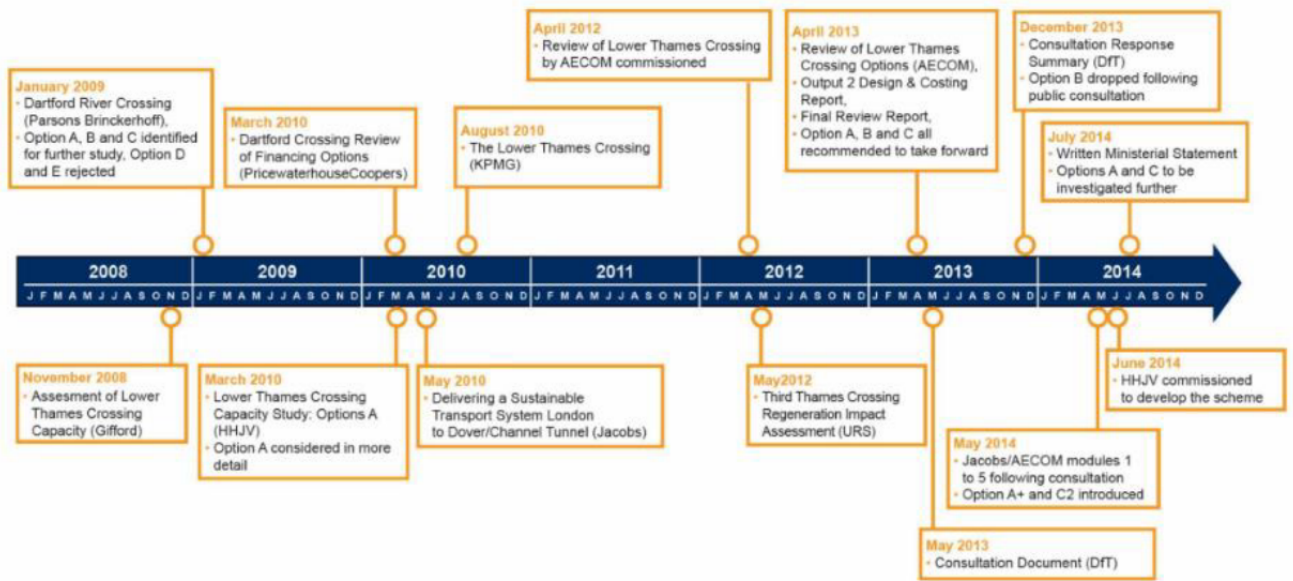 April 2012
• Review of Lower Thames Crossing
by AECOM commissioned
April 2013
• Review of Lower Thames
Crossing Options (AECOM),
• Output 2 Design & Costing
Report,
• Final Review Report,
• Option A, B and C all
recommended to take forward
December 2013
• Consultation Response
Summary (DfT)
• Option B dropped following
public consultation
January 2009
• Dartford River Crossing
(Parsons Brinckerhoff),
• Option A, B and C identified
for further study, Option D
and E rejected
March 2010
• Dartford Crossing Review
of Financing Options
(PricewaterhouseCoopers)
August 2010
• The Lower Thames Crossing
(KPMG)
July 2014
• Written Ministerial Statement
• Options A and C to be
investigated further
2008 2009 2010 2011 2012 2013 2014
J F M A M J J A S O N D J F M A M J J A S O N D J F M A M J J A S O N D J F M A M J J A S O N D J F M A M J J A S O N D J F M A M J J A S O N D J F M A M J J A S O N D
November 2008
• Assesment of Lower
Thames Crossing
Capacity (Gifford)
March 2010
• Lower Thames Crossing
Capacity Study: Options A
(HHJV)
• Option A considered in more
detail
May 2010
• Delivering a Sustainable
Transport System London
to Dover/Channel Tunnel (Jacobs)
May2012
• Third Thames Crossing
Regeneration Impact
Assessment (URS)
June 2014
• HHJV commissioned
to develop the scheme
May 2014
• Jacobs/AECOM modules 1
to 5 following consultation
• Option A+ and C2 introduced
May 2013
• Consultation Document (DfT)